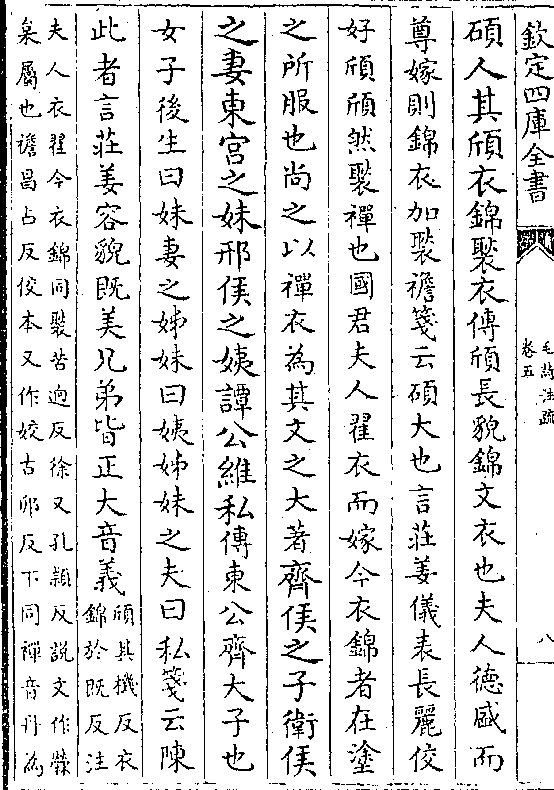 欽定四庫全書
毛詩注疏
卷五
八
碩人其頎衣錦褧衣傳頎長貌錦文衣也夫人德盛而
尊嫁則錦衣加褧襜箋云碩大也言莊姜儀表長麗佼
好頎頎然褧襌也國君夫人翟衣而嫁今衣錦者在塗
之所服也尚之以襌衣為其文之大著齊侯之子衛侯
之妻東宮之妹邢侯之姨譚公維私傳東公齊大子也
女子後生曰妹妻之姊妹曰姨姊妹之夫曰私箋云陳
此者言莊姜容貌既美兄弟皆正大音義
頎其機反衣
錦於既反注
夫人衣翟今衣錦同褧苦迥反徐又孔頴反說文作檾
枲屬也襜昌占反佼本又作姣古卯反下同襌音丹為